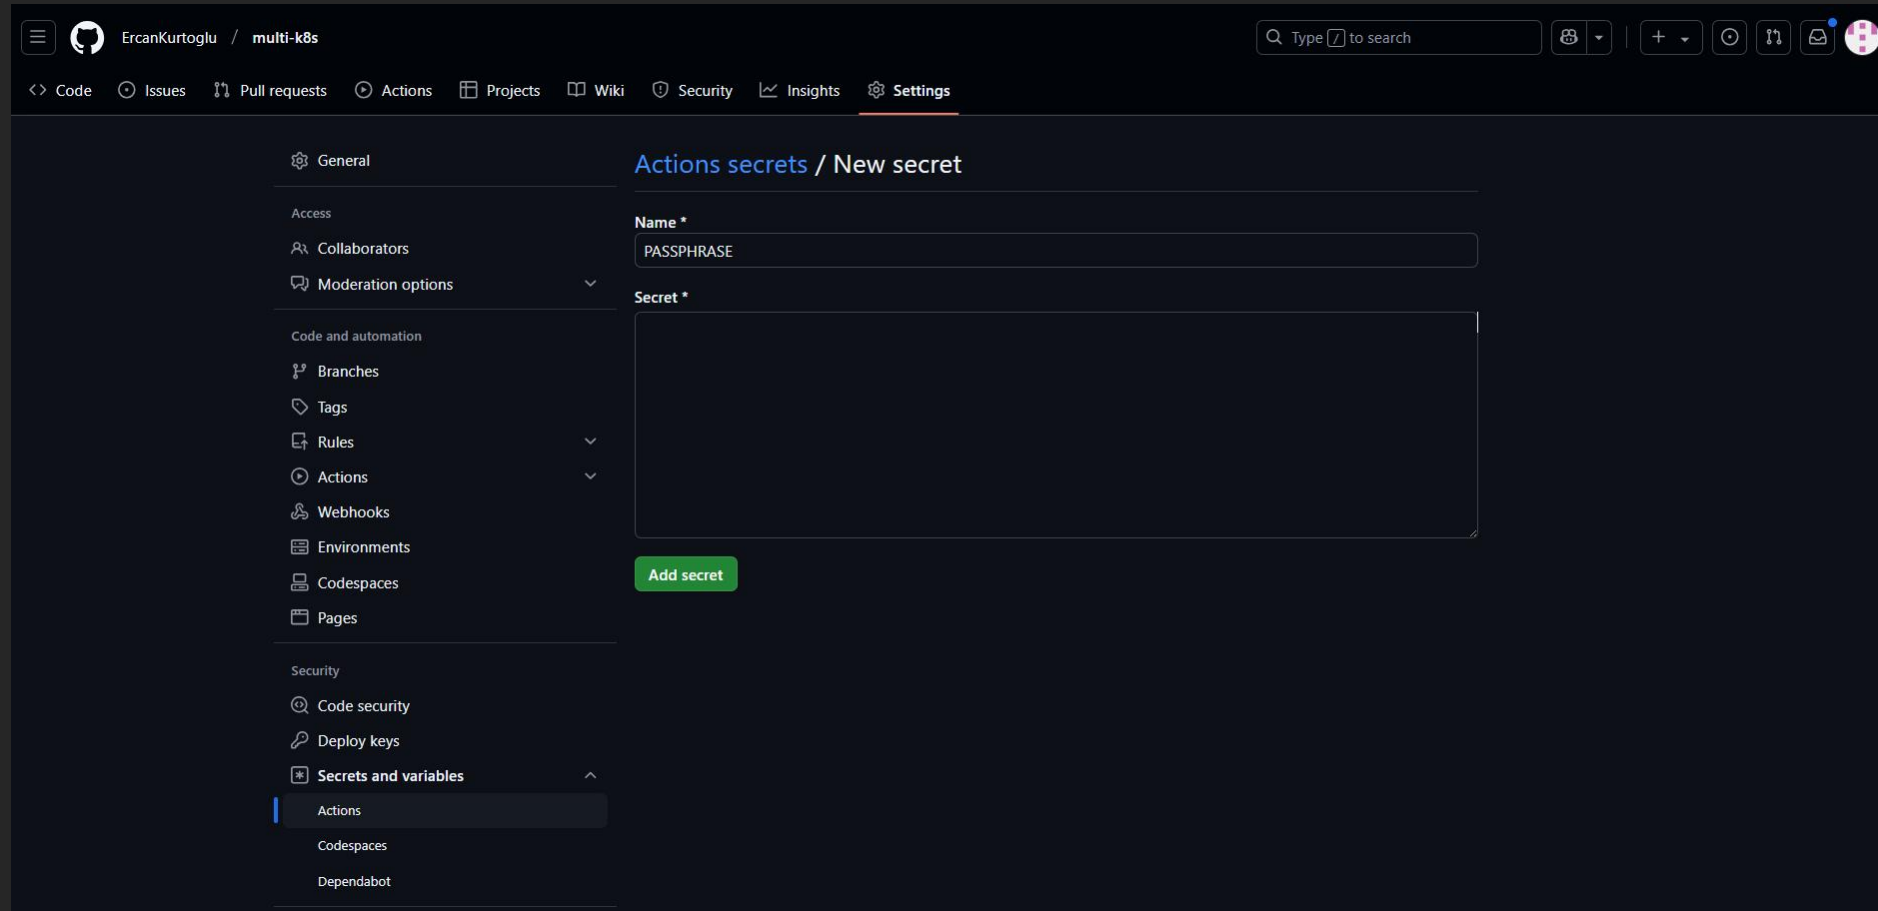 ErcanKurtoglu / multi-k8s
Type / to search
Code Issues Pull requests Actions Projects Wiki Security Insights Settings
General
Access
Collaborators
Moderation options
Code and automation
Branches
Tags
Rules
Actions
Webhooks
Environments
Codespaces
Pages
Security
Code security
Deploy keys
Secrets and variables
Actions
Codespaces
Dependabot
Actions secrets / New secret
Name *
PASSPHRASE
Secret *
Add secret